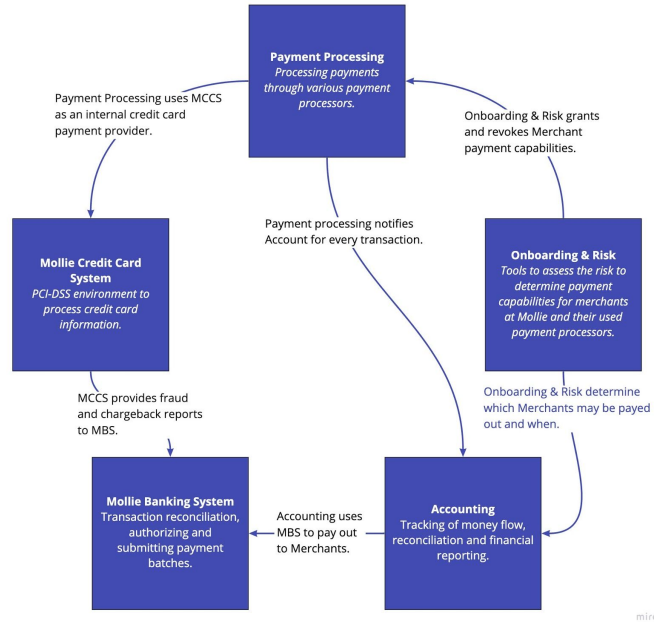 Payment Processing
Processing payments
through various payment
processors.
Payment Processing uses MCCS
as an internal credit card
payment provider.
Onboarding & Risk grants
and revokes Merchant
payment capabilities.
Payment processing notifies
Account for every transaction.
Mollie Credit Card
System
PCI-DSS environment to
process credit card
information.
Onboarding & Risk
Tools to assess the risk to
determine payment
capabilities for merchants
at Mollie and their used
payment processors.
MCCS provides fraud
and chargeback reports
to MBS.
Onboarding & Risk determine
which Merchants may be payed
out and when.
Mollie Banking System
Transaction reconciliation,
authorizing and
submitting payment
batches.
Accounting uses
MBS to pay out
to Merchants.
Accounting
Tracking of money flow,
reconciliation and financial
reporting.
miro